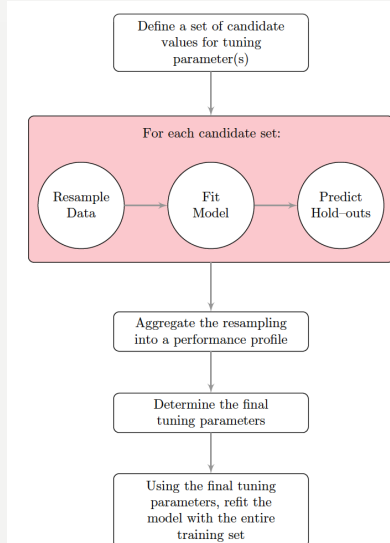 Define a set of candidate
values for tuning
parameter(s)
For each candidate set:
Resample
Data
Fit
Model
Predict
Hold–outs
Aggregate the resampling
into a performance profile
Determine the final
tuning parameters
Using the final tuning
parameters, refit the
model with the entire
training set